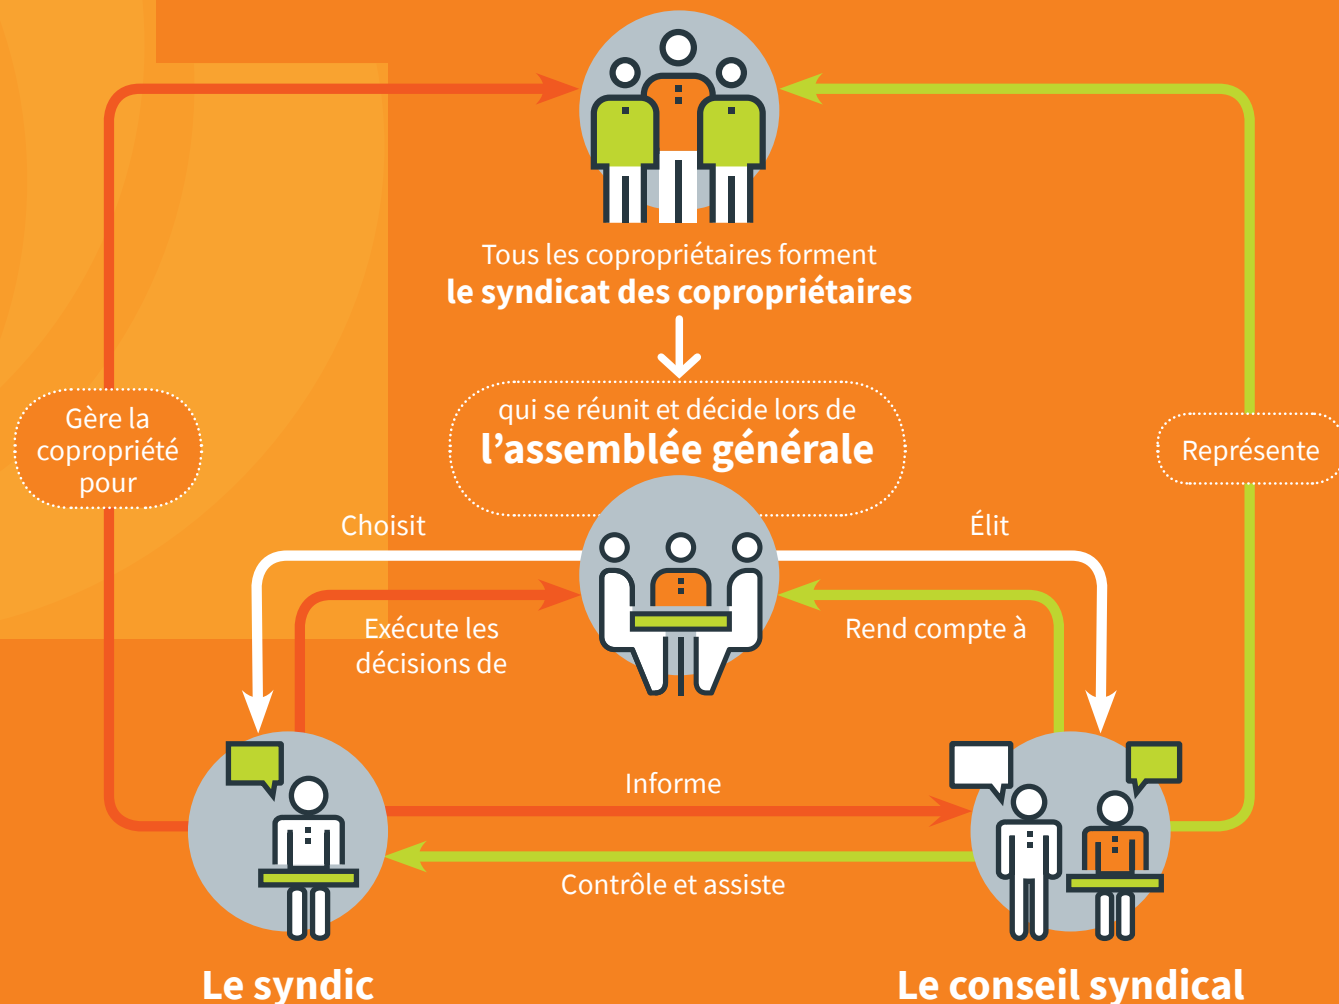 Tous les copropriétaires forment
le syndicat des copropriétaires
qui se réunit et décide lors de
l’assemblée générale
Gère la
copropriété
pour
Représente
Choisit
Élit
Exécute les
décisions de
Rend compte à
Informe
Contrôle et assiste
Le syndic
Le conseil syndical